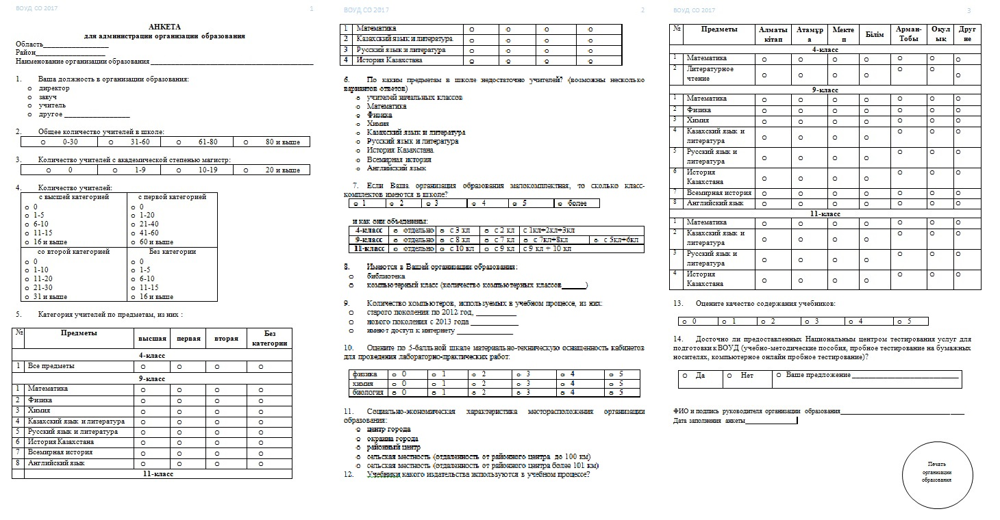 ВОУД СО 2017 1
АНКЕТА
для администрации организации образования
Область_________________
Район__________________
Наименование организации образования __________________________________________
1. Ваша должность в организации образования:
o директор
o завуч
o учитель
o другое _________________
2. Общее количество учителей в школе:
o 0-30 o 31-60 o 61-80 o 80 и выше
3. Количество учителей с академической степенью магистр:
o 0 o 1-9 o 10-19 o 20 и выше
4. Количество учителей:
с высшей категорией с первой категорией
o 0 o 0
o 1-5 o 1-20
o 6-10 o 21-40
o 11-15 o 41-60
o 16 и выше o 60 и выше
со второй категорией Без категории
o 0 o 0
o 1-10 o 1-5
o 11-20 o 6-10
o 21-30 o 11-15
o 31 и выше o 16 и выше
5. Категория учителей по предметам, из них :
№ Предметы высшая первая вторая Без
категории
4-класс
1 Все предметы o o o o
9-класс
1 Математика o o o o
2 Физика o o o o
3 Химия o o o o
4 Казахский язык и литература o o o o
5 Русский язык и литература o o o o
6 История Казахстана o o o o
7 Всемирная история o o o o
8 Английский язык o o o o
11-класс
ВОУД СО 2017 2
1 Математика o o o o
2 Казахский язык и литература o o o o
3 Русский язык и литература o o o o
4 История Казахстана o o o o
6. По каким предметам в школе недостаточно учителей? (возможны несколько
вариантов ответов)
o учителей начальных классов
o Математика
o Физика
o Химия
o Казахский язык и литература
o Русский язык и литература
o История Казахстана
o Всемирная история
o Английский язык
7. Если Ваша организация образования малокомплектная, то сколько класс-
комплектов имеются в школе?
o 1 o 2 o 3 o 4 o 5 o более
и как они объеденены:
4-класс o отдельно o с 3 кл o с 2 кл с 1кл+2кл+3кл
9-класс o отдельно o с 8 кл o с 7 кл o с 7кл+8кл o с 5кл+6кл
11-класс o отдельно o с 10 кл o с 9 кл с 9 кл + 10 кл
8. Имеются в Вашей организации образования:
o библиотека
o компьютерный класс (количество компьютерных классов______)
9. Количество компьютеров, используемых в учебном процессе, из них:
o старого поколения по 2012 год, __________
o нового поколения с 2013 года ____________
o имеют доступ к интернету ______________
10. Оцените по 5-балльной шкале материально-техническую оснащенность кабинетов
для проведения лабораторно-практических работ:
физика o 0 o 1 o 2 o 3 o 4 o 5
химия o 0 o 1 o 2 o 3 o 4 o 5
биология o 0 o 1 o 2 o 3 o 4 o 5
11. Социально-экономическая характеристика месторасположения организации
образования:
o центр города
o окраина города
o районный центр
o сельская местность (отдаленность от районного центра до 100 км)
o сельская местность (отдаленность от районного центра более 101 км)
12. Учебники какого издательства используются в учебном процессе?
ВОУД СО 2017 3
№ Предметы Алматы Атамұр Мекте Білім Арман- Оқул Друг
кітап а п Тобы ық ие
4-класс
1 Математика o o o o o o o
2 Литературное o o o o o o o
чтение
9-класс
1 Математика o o o o o o o
2 Физика o o o o o o o
3 Химия o o o o o o o
4 Казахский язык и o o o o o o o
литература
5 Русский язык и o o o o o o o
литература
6 История o o o o o o o
Казахстана
7 Всемирная история o o o o o o o
8 Английский язык o o o o o o o
11-класс
1 Математика o o o o o o o
2 Казахский язык и o o o o o o o
литература
3 Русский язык и o o o o o o o
литература
4 История o o o o o o o
Казахстана
13. Оцените качество содержания учебников:
o 0 o 1 o 2 o 3 o 4 o 5
14. Досточно ли предоставленных Национальным центром тестирования услуг для
подготовки к ВОУД (учебно-методические пособия, пробное тестирование на бумажных
носителях, компьютерное онлайн пробное тестирование)?
o Да o Нет o Ваше предложение ____________________________
ФИО и подпись руководителя организации образования___________________________________
Дата заполнения анкеты_______________
Печать
организации
образования